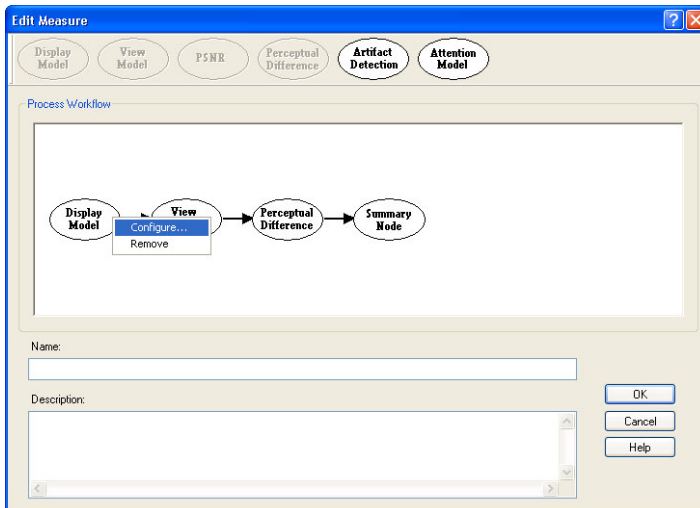 Edit Measure
Display Model
View Model
PSNR
Perceptual Difference
Artifact Detection
Attention Model
Process Workflow
Display Model
View
Perceptual Difference
Summary Node
Configure...
Remove
Name:
Description:
OK
Cancel
Help